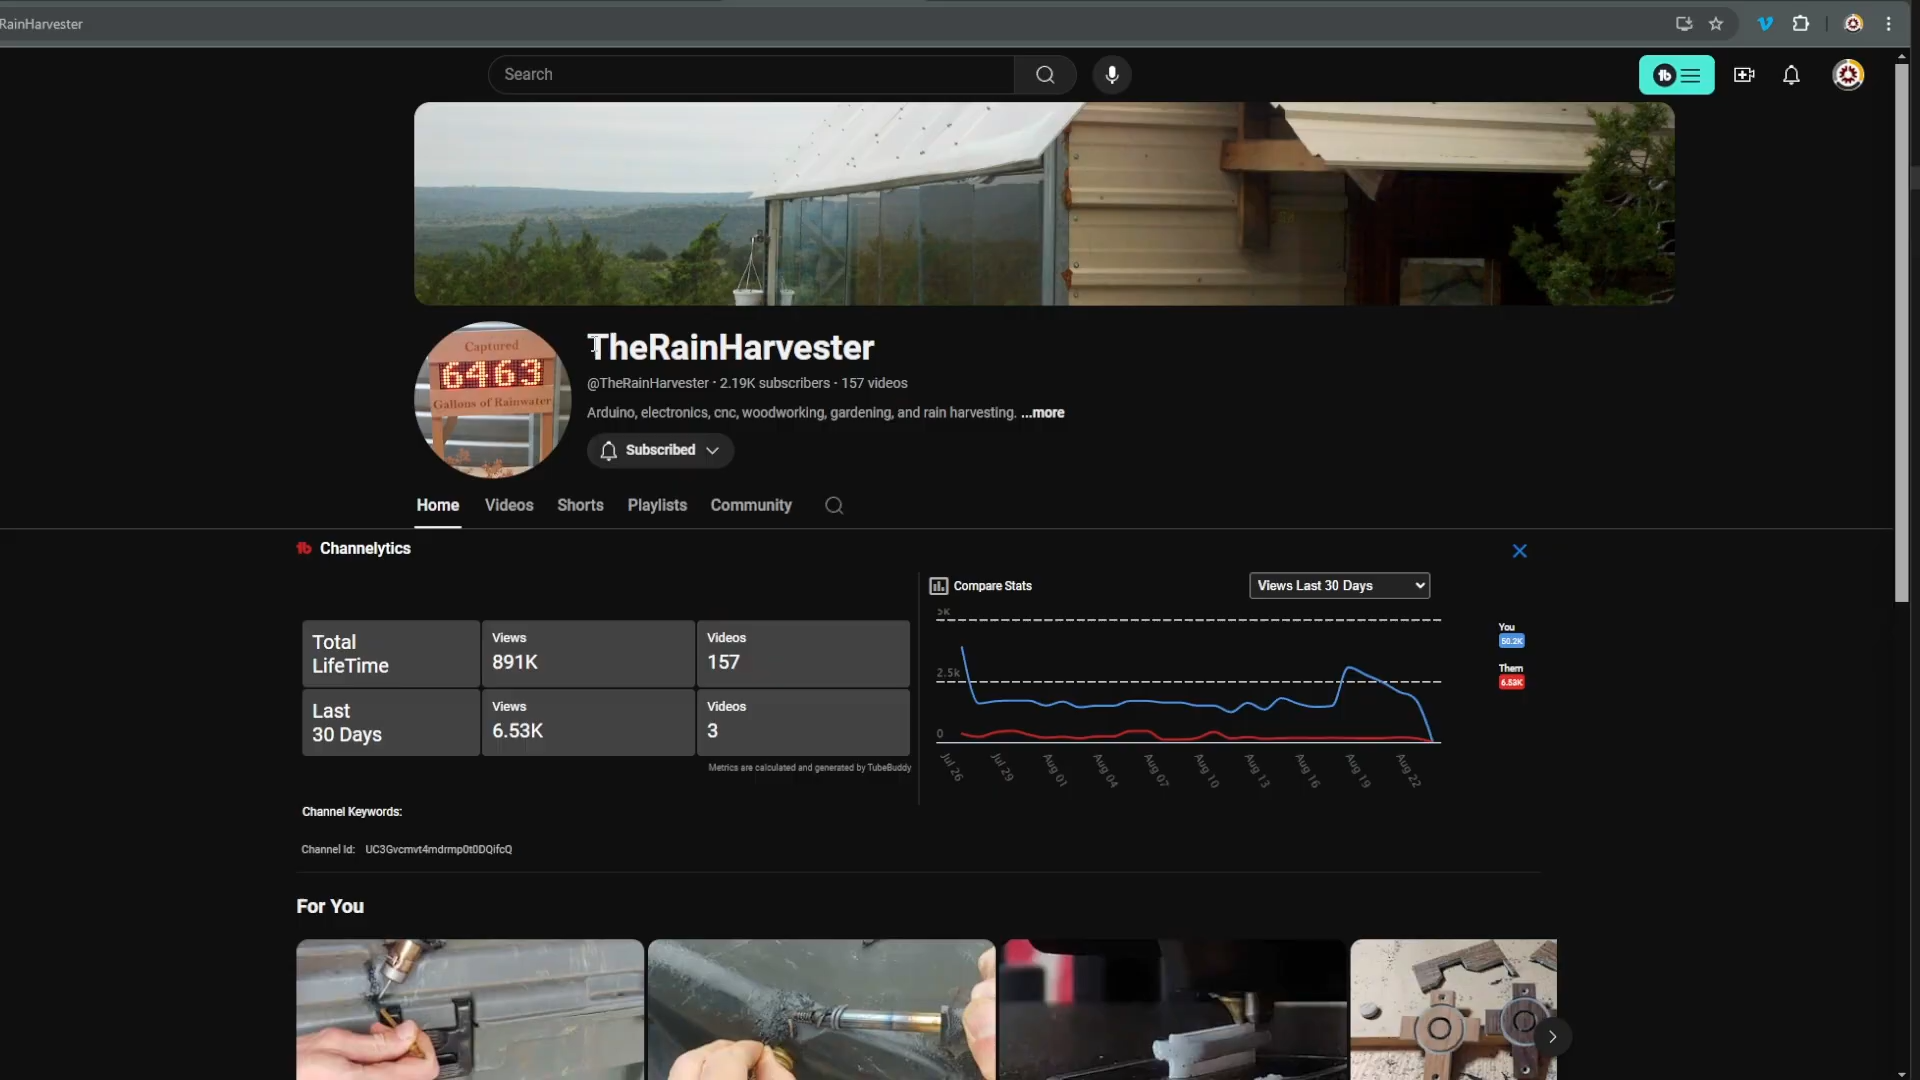 RainHarvester
Search
Captured
6463
Gallons of Rainwater
TheRainHarvester
@TheRainHarvester · 2.19K subscribers · 157 videos
Arduino, electronics, cnc, woodworking, gardening, and rain harvesting. ...more
Subscribed
Home Videos Shorts Playlists Community
Channelytics
Total
LifeTime
Views
891K
Videos
157
Last
30 Days
Views
6.53K
Videos
3
Metrics are calculated and generated by TubeBuddy
Compare Stats
Views Last 30 Days
5K
2.5k
0
Jul 26 Jul 29 Aug 01 Aug 04 Aug 07 Aug 10 Aug 13 Aug 16 Aug 19 Aug 22
You
50.2K
Them
6.53K
Channel Keywords:
Channel Id: UC3Gvcmvt4mdrmp0t0DQifcQ
For You